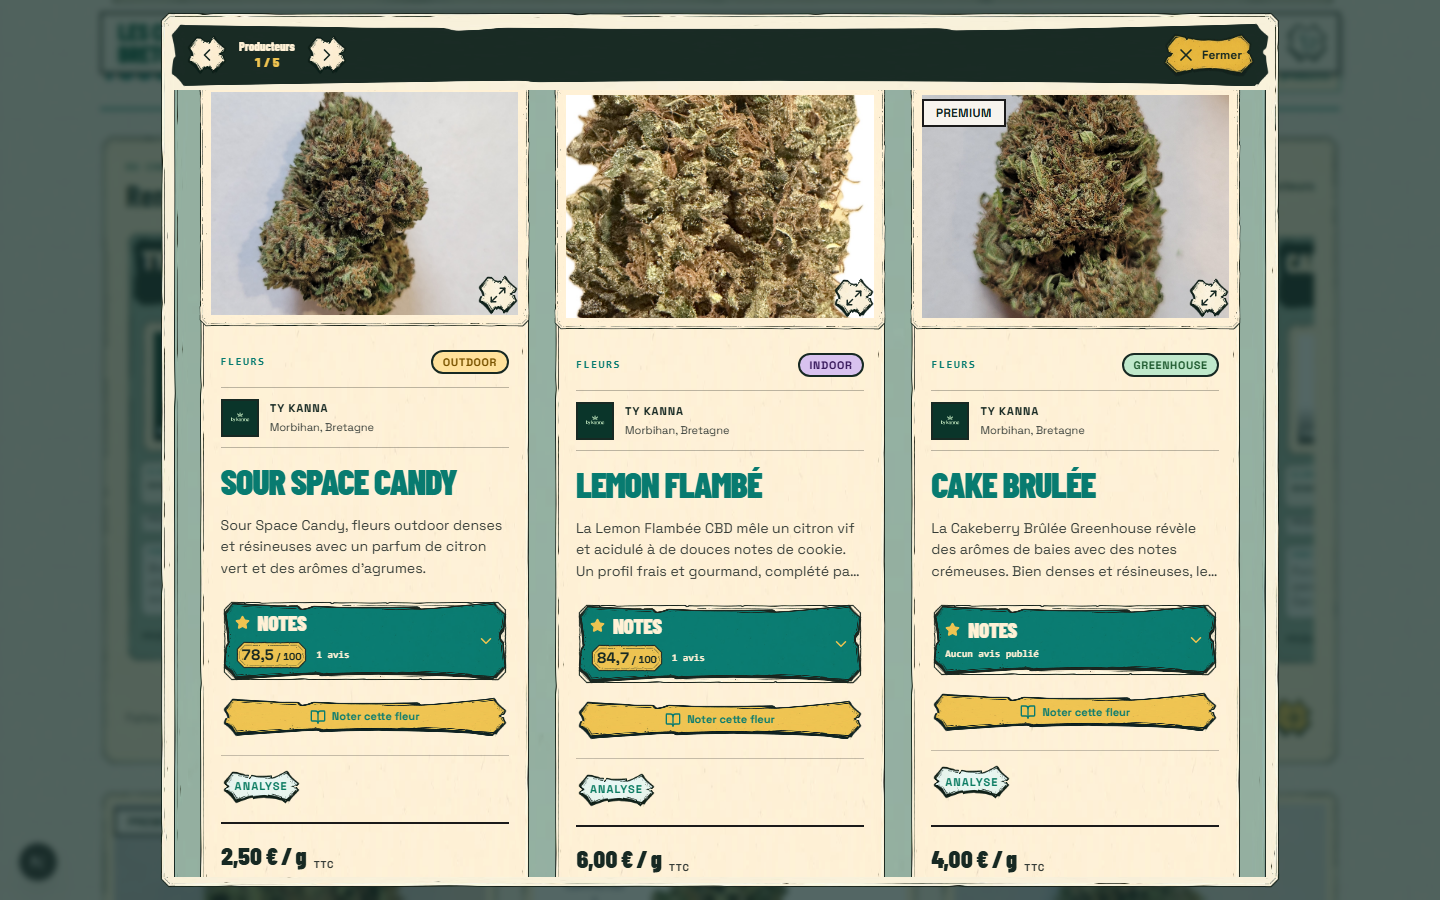 Producteurs
1 / 5
Fermer
PREMIUM
FLEURS
OUTDOOR
TY KANNA
Morbihan, Bretagne
SOUR SPACE CANDY
Sour Space Candy, fleurs outdoor denses
et résineuses avec un parfum de citron
vert et des arômes d'agrumes.
NOTES
78,5 / 100
1 avis
Noter cette fleur
ANALYSE
2,50 € / g TTC
FLEURS
INDOOR
TY KANNA
Morbihan, Bretagne
LEMON FLAMBÉ
La Lemon Flambée CBD mêle un citron vif
et acidulé à de douces notes de cookie.
Un profil frais et gourmand, complété pa...
NOTES
84,7 / 100
1 avis
Noter cette fleur
ANALYSE
6,00 € / g TTC
FLEURS
GREENHOUSE
TY KANNA
Morbihan, Bretagne
CAKE BRULÉE
La Cakeberry Brûlée Greenhouse révèle
des arômes de baies avec des notes
crémeuses. Bien denses et résineuses, le...
NOTES
Aucun avis publié
Noter cette fleur
ANALYSE
4,00 € / g TTC